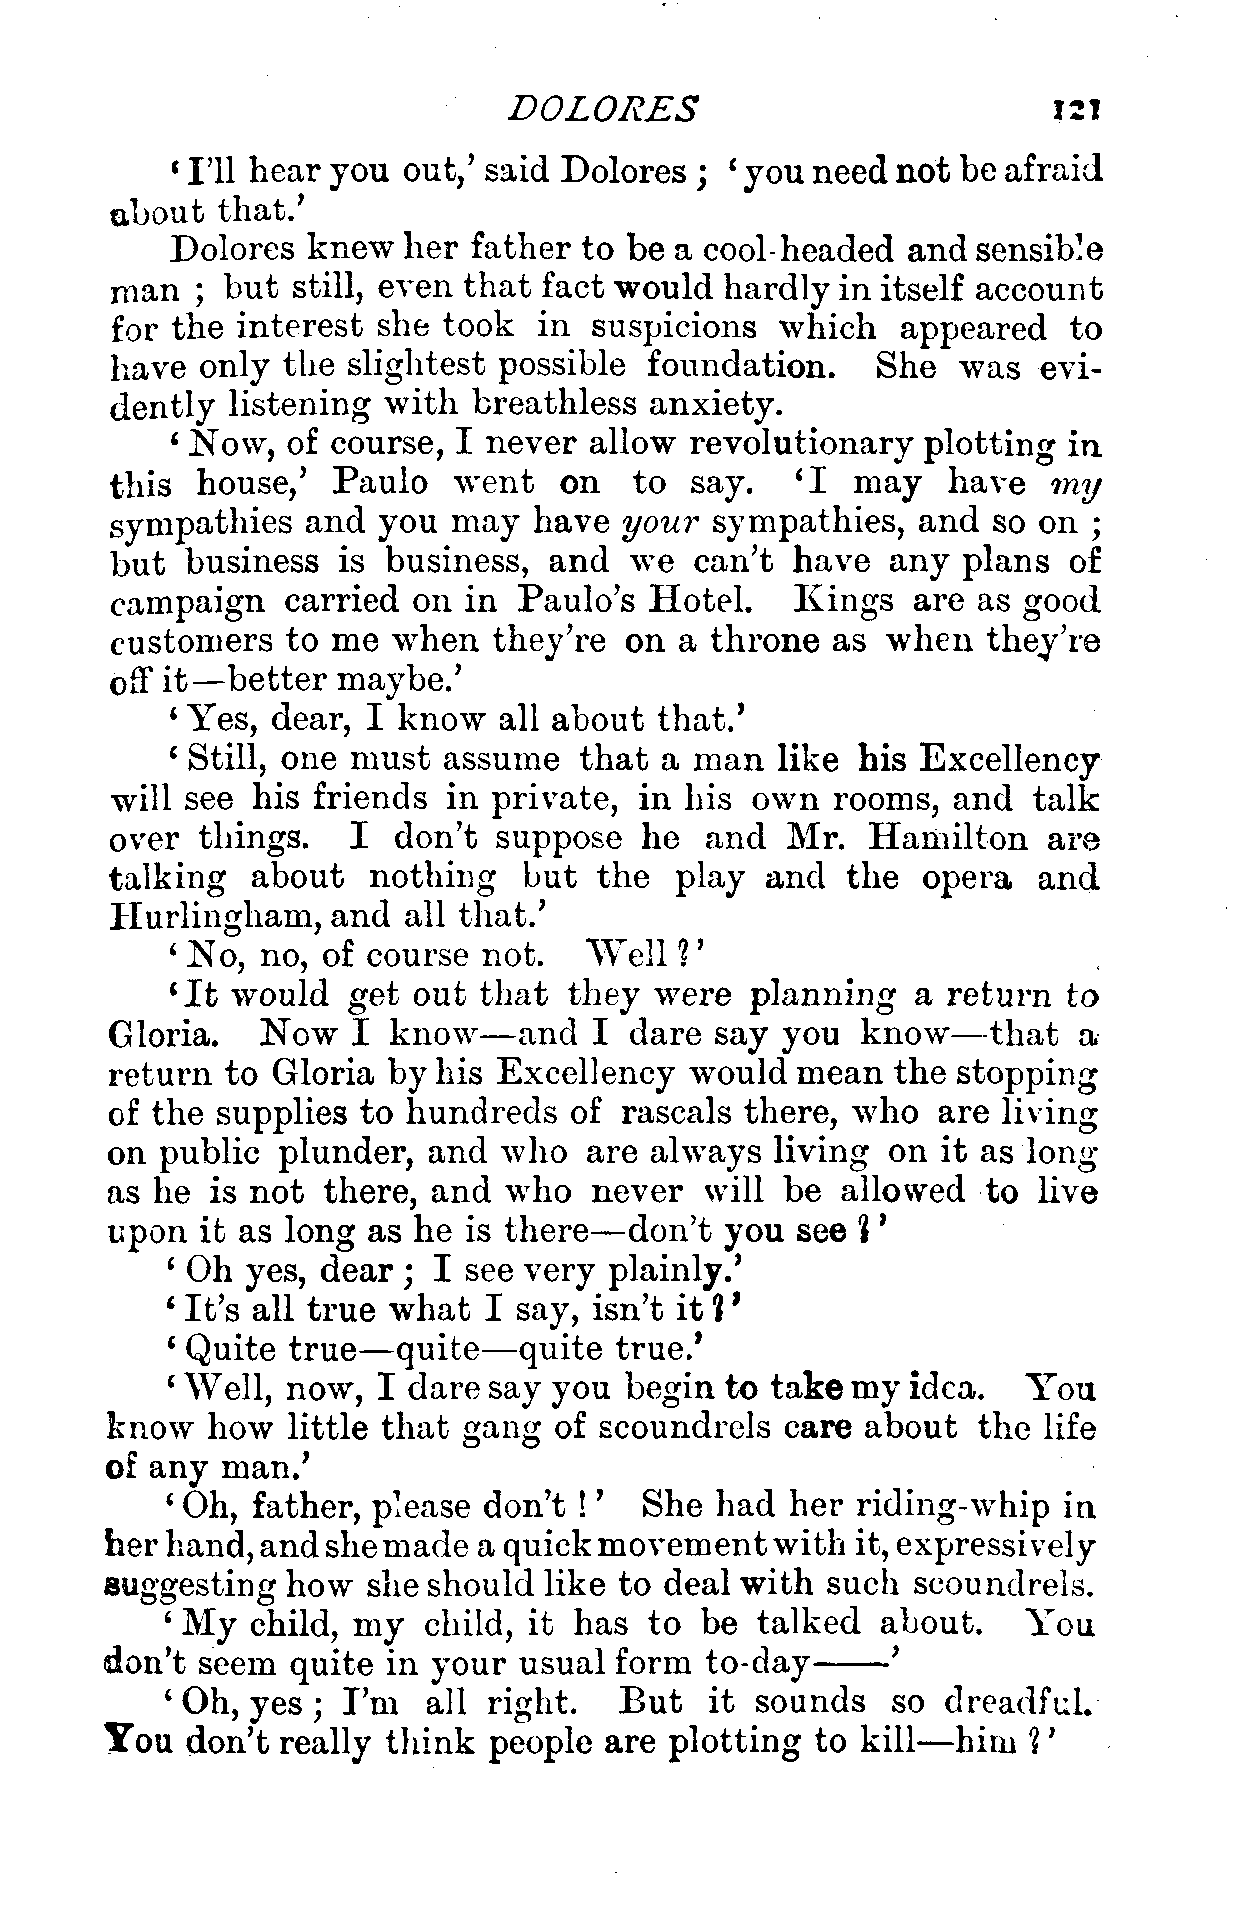 DOLORES 121
‘I’ll hear you out,’ said Dolores ; ‘you need not be afraid
about that.’
Dolores knew her father to be a cool-headed and sensible
man ; but still, even that fact would hardly in itself account
for the interest she took in suspicions which appeared to
have only the slightest possible foundation. She was evi-
dently listening with breathless anxiety.
‘Now, of course, I never allow revolutionary plotting in
this house,’ Paulo went on to say. ‘I may have my
sympathies and you may have your sympathies, and so on ;
but business is business, and we can’t have any plans of
campaign carried on in Paulo’s Hotel. Kings are as good
customers to me when they’re on a throne as when they’re
off it—better maybe.’
‘Yes, dear, I know all about that.’
‘Still, one must assume that a man like his Excellency
will see his friends in private, in his own rooms, and talk
over things. I don’t suppose he and Mr. Hamilton are
talking about nothing but the play and the opera and
Hurlingham, and all that.’
‘No, no, of course not. Well ?’
‘It would get out that they were planning a return to
Gloria. Now I know—and I dare say you know—that a
return to Gloria by his Excellency would mean the stopping
of the supplies to hundreds of rascals there, who are living
on public plunder, and who are always living on it as long
as he is not there, and who never will be allowed to live
upon it as long as he is there—don’t you see ?’
‘Oh yes, dear ; I see very plainly.’
‘It’s all true what I say, isn’t it ?’
‘Quite true—quite—quite true.’
‘Well, now, I dare say you begin to take my idea. You
know how little that gang of scoundrels care about the life
of any man.’
‘Oh, father, please don’t !’ She had her riding-whip in
her hand, and she made a quick movement with it, expressively
suggesting how she should like to deal with such scoundrels.
‘My child, my child, it has to be talked about. You
don’t seem quite in your usual form to-day——’
‘Oh, yes ; I’m all right. But it sounds so dreadful.
You don’t really think people are plotting to kill—him ?’